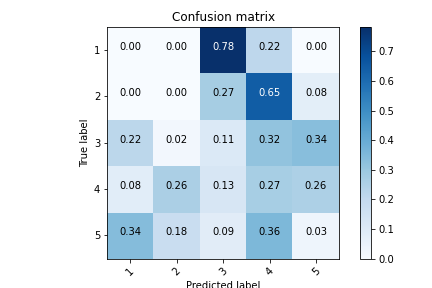 Confusion matrix
1 0.00 0.00 0.78 0.22 0.00
2 0.00 0.00 0.27 0.65 0.08
3 0.22 0.02 0.11 0.32 0.34
4 0.08 0.26 0.13 0.27 0.26
5 0.34 0.18 0.09 0.36 0.03
1 2 3 4 5
True label
Predicted label
0.7
0.6
0.5
0.4
0.3
0.2
0.1
0.0